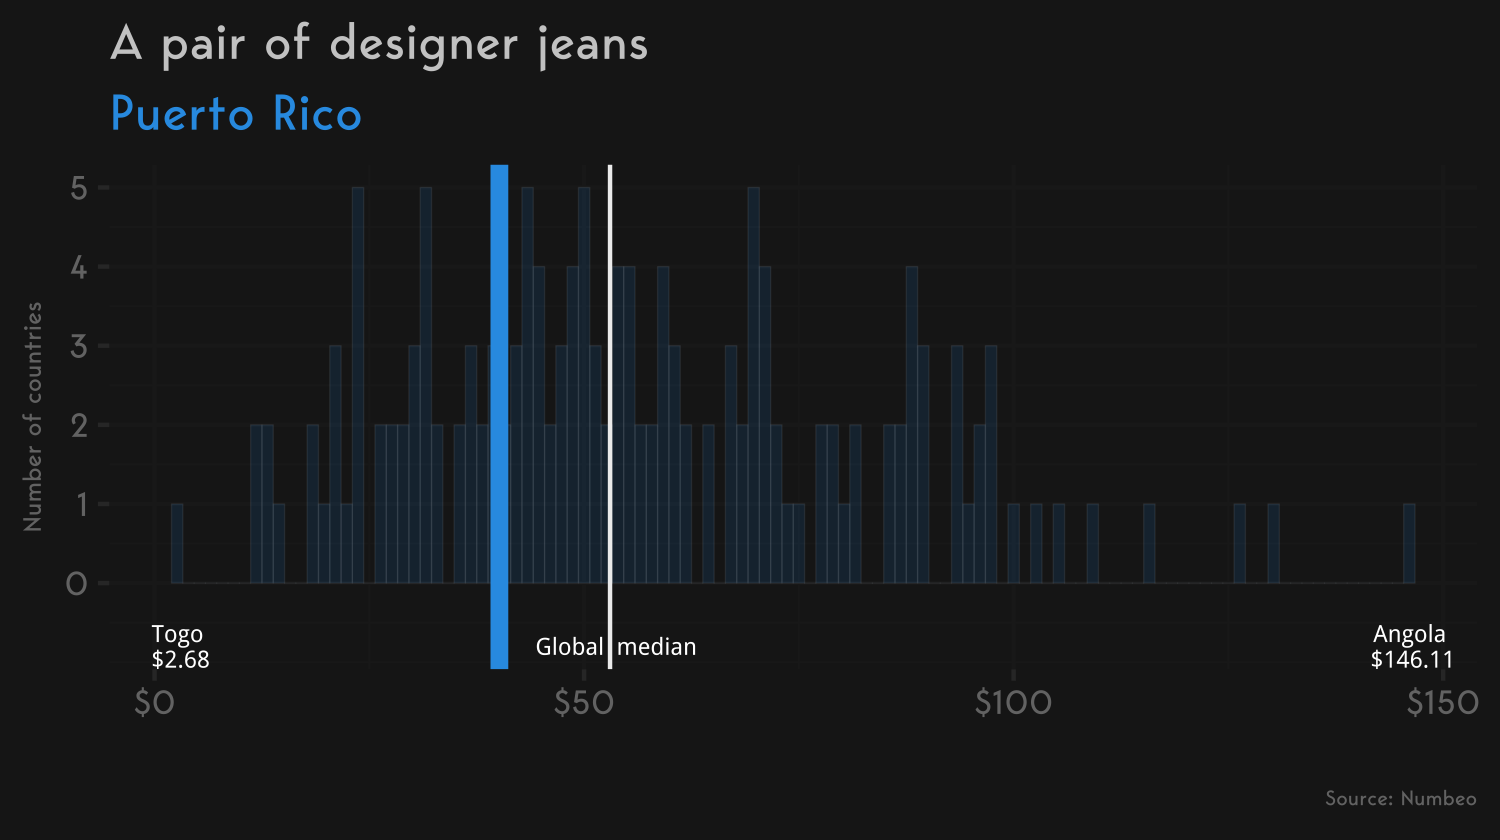 A pair of designer jeans
Puerto Rico
Number of countries
5
4
3
2
1
0
Togo
$2.68
Global median
Angola
$146.11
$0
$50
$100
$150
Source: Numbeo